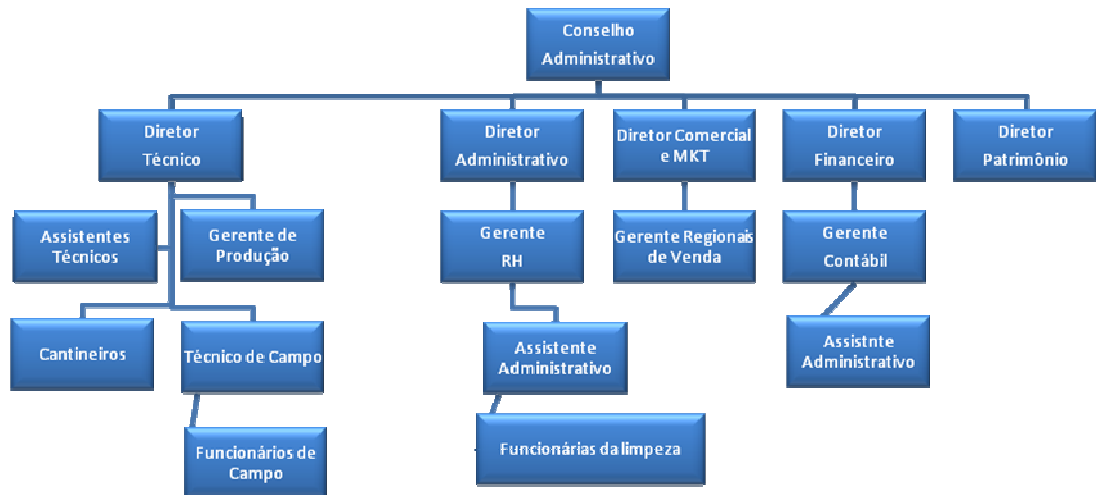 Conselho
Administrativo
Diretor
Técnico
Diretor
Administrativo
Diretor Comercial
e MKT
Diretor
Financeiro
Diretor
Patrimônio
Assistentes
Técnicos
Gerente de
Produção
Gerente
RH
Gerente Regionais
de Venda
Gerente
Contábil
Cantineiros
Técnico de Campo
Assistente
Administrativo
Assistnte
Administrativo
Funcionários de
Campo
Funcionárias da limpeza